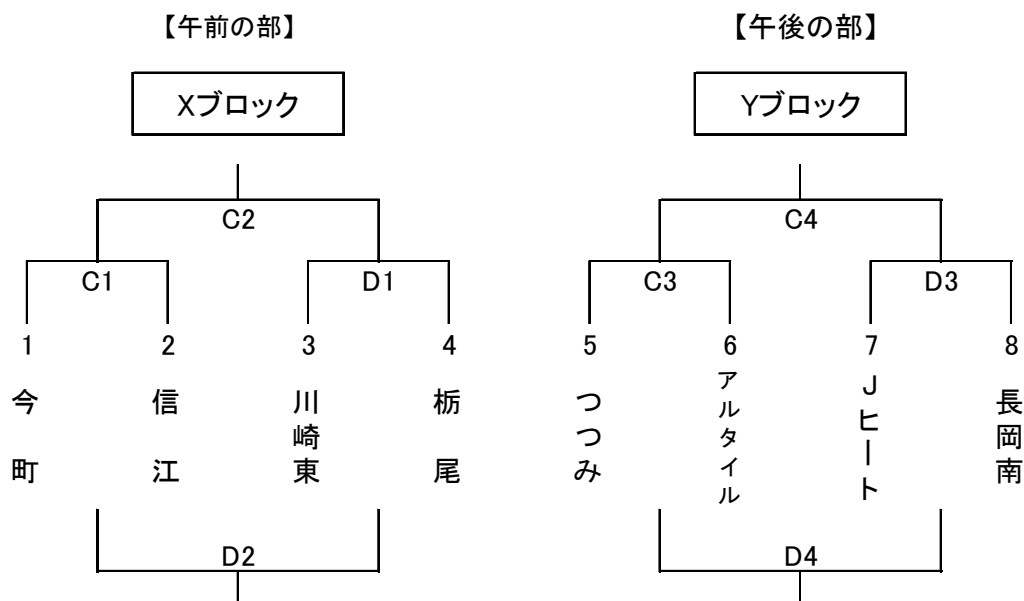 【午前の部】
Xブロック
C2
C1
D1
1
2
3
4
今町
信江
川崎東
栃尾
D2
【午後の部】
Yブロック
C4
C3
D3
5
6
7
8
つつみ
アルタイル
Jヒート
長岡南
D4